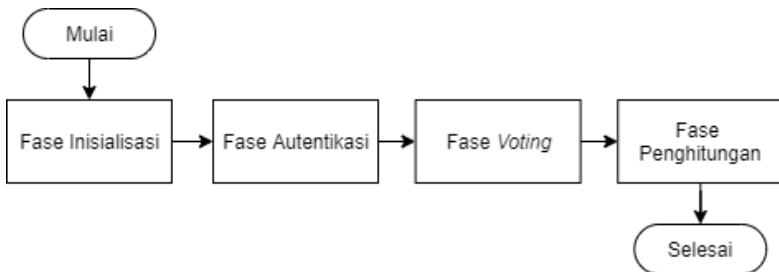 Mulai
Fase Inisialisasi
Fase Autentikasi
Fase Voting
Fase
Penghitungan
Selesai